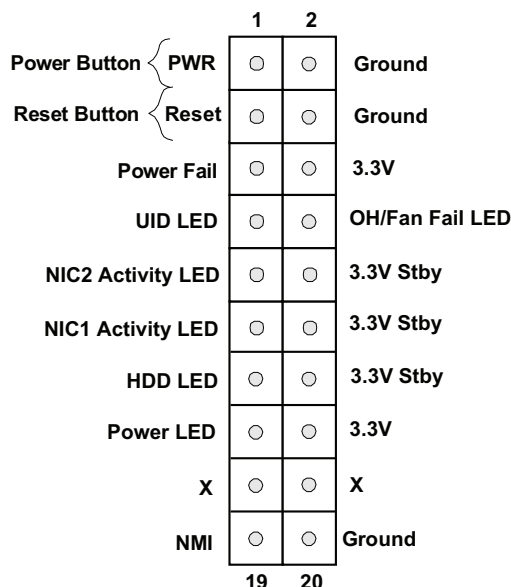 1 2
Power Button PWR Ground
Reset Button Reset Ground
Power Fail 3.3V
UID LED OH/Fan Fail LED
NIC2 Activity LED 3.3V Stby
NIC1 Activity LED 3.3V Stby
HDD LED 3.3V Stby
Power LED 3.3V
X X
NMI Ground
19 20